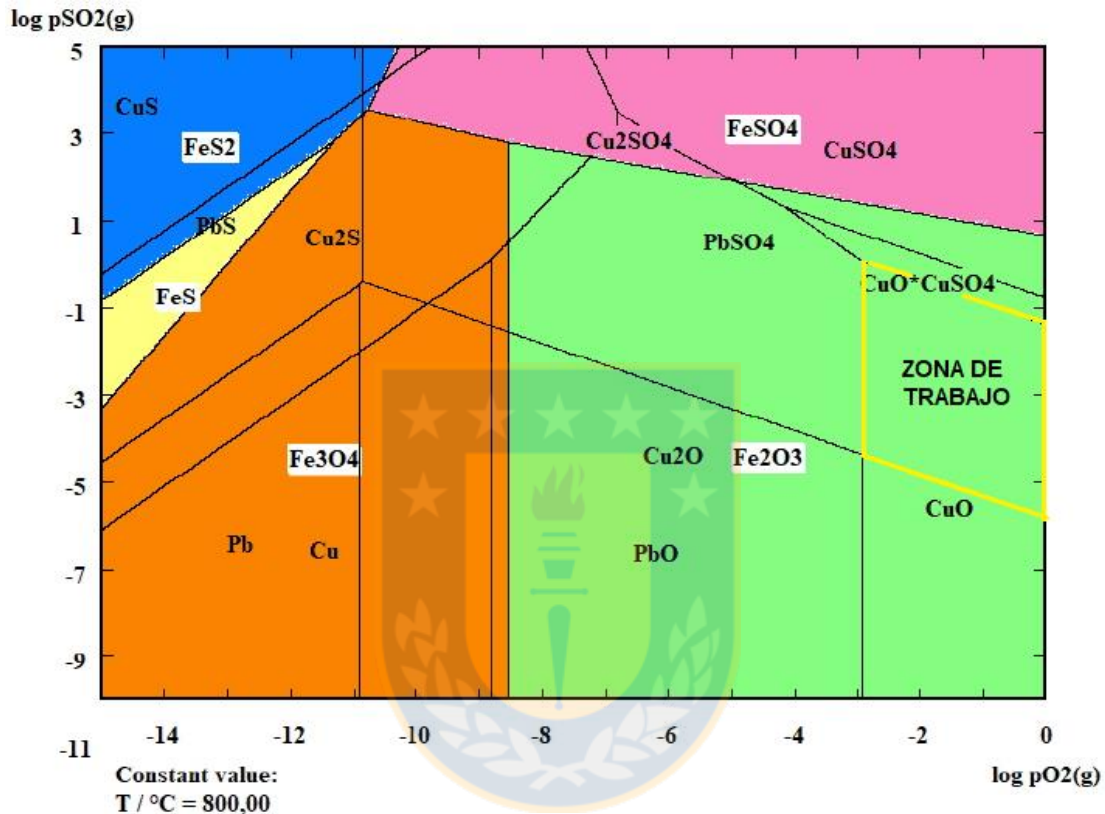 log pSO2(g)
5
CuS
FeS2
3
Cu2SO4
FeSO4
CuSO4
1
PbS
Cu2S
PbSO4
FeS
CuO*CuSO4
-1
ZONA DE
TRABAJO
-3
Fe3O4
Cu2O
Fe2O3
-5
CuO
Pb
Cu
PbO
-7
-9
-11
-14
-12
-10
-8
-6
-4
-2
0
Constant value:
log pO2(g)
T / °C = 800,00